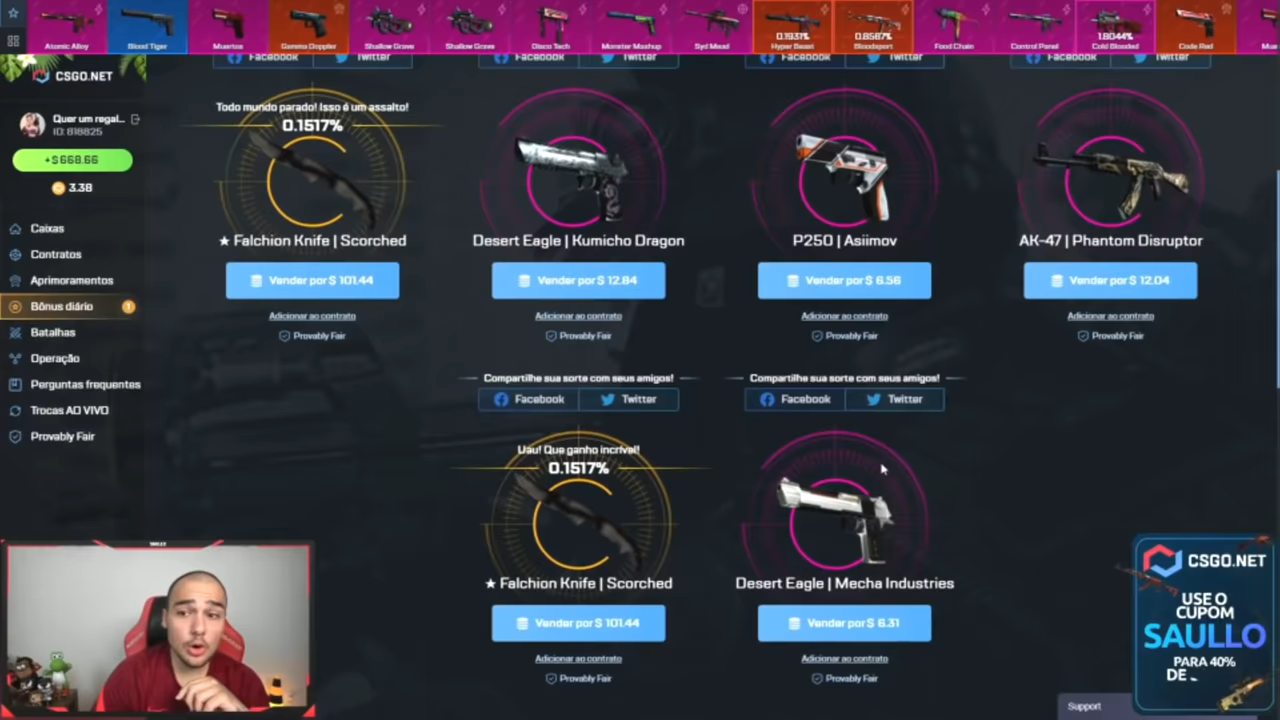 Atomic Alloy
Blood Tiger
Muertos
Gamma Doppler
Shallow Grave
Shallow Grave
Disco Tech
Monster Mashup
Syd Mead
0.1931%
Hyper Beast
0.8587%
Bloodsport
Food Chain
Control Panel
1.8044%
Cold Blooded
Code Red
CSGO.NET
Quer um regal...
ID: 818825
+$ 668.66
3.38
Caixas
Contratos
Aprimoramentos
Bônus diário
1
Batalhas
Operação
Perguntas frequentes
Trocas AO VIVO
Provably Fair
Facebook
Twitter
Facebook
Twitter
Facebook
Twitter
Facebook
Twitter
Todo mundo parado! Isso é um assalto!
0.1517%
★ Falchion Knife | Scorched
Vender por $ 101.44
Adicionar ao contrato
Provably Fair
Desert Eagle | Kumicho Dragon
Vender por $ 12.84
Adicionar ao contrato
Provably Fair
P250 | Asiimov
Vender por $ 6.56
Adicionar ao contrato
Provably Fair
AK-47 | Phantom Disruptor
Vender por $ 12.04
Adicionar ao contrato
Provably Fair
Compartilhe sua sorte com seus amigos!
Facebook
Twitter
Uau! Que ganho incrível!
0.1517%
★ Falchion Knife | Scorched
Vender por $ 101.44
Adicionar ao contrato
Provably Fair
Compartilhe sua sorte com seus amigos!
Facebook
Twitter
Desert Eagle | Mecha Industries
Vender por $ 6.31
Adicionar ao contrato
Provably Fair
CSGO.NET
USE O
CUPOM
SAULLO
PARA 40%
DE
Support